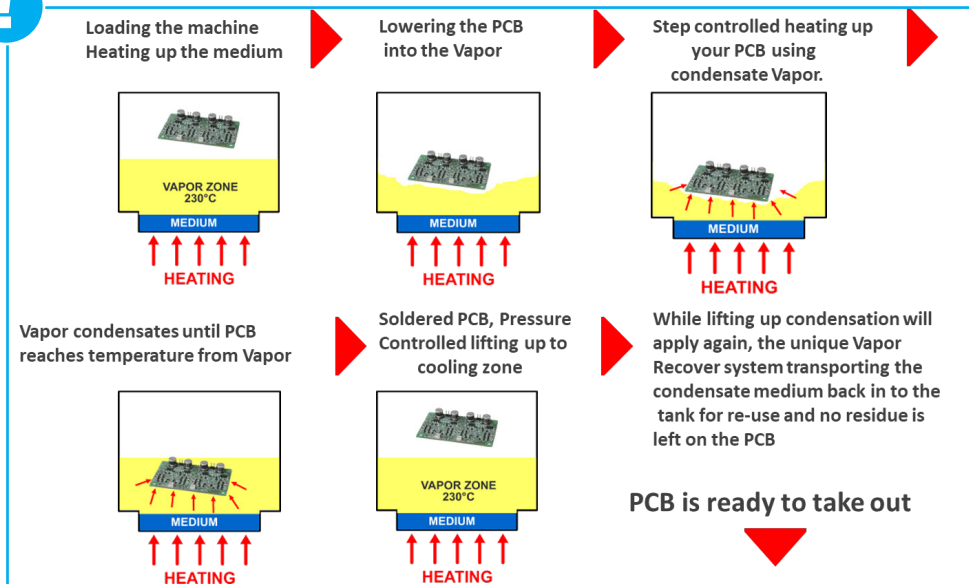 Loading the machine
Heating up the medium
Lowering the PCB
into the Vapor
Step controlled heating up
your PCB using
condensate Vapor.
VAPOR ZONE
230°C
MEDIUM
HEATING
MEDIUM
HEATING
MEDIUM
HEATING
Vapor condensates until PCB
reaches temperature from Vapor
Soldered PCB, Pressure
Controlled lifting up to
cooling zone
While lifting up condensation will
apply again, the unique Vapor
Recover system transporting the
condensate medium back in to the
tank for re-use and no residue is
left on the PCB
MEDIUM
HEATING
VAPOR ZONE
230°C
MEDIUM
HEATING
PCB is ready to take out